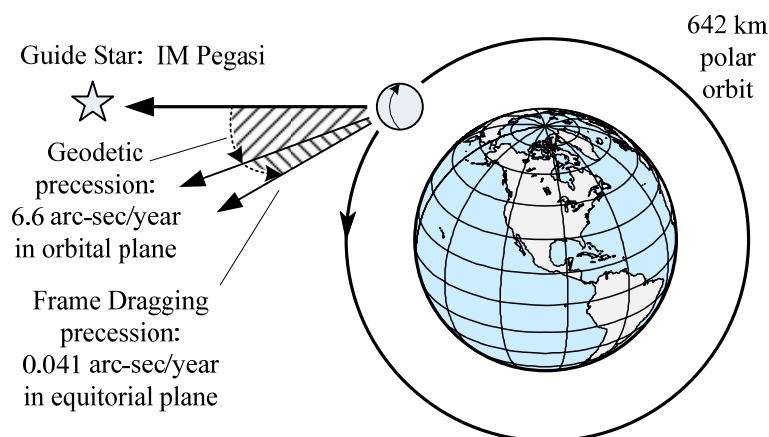 Guide Star: IM Pegasi
642 km
polar
orbit
Geodetic
precession:
6.6 arc-sec/year
in orbital plane
Frame Dragging
precession:
0.041 arc-sec/year
in equitorial plane